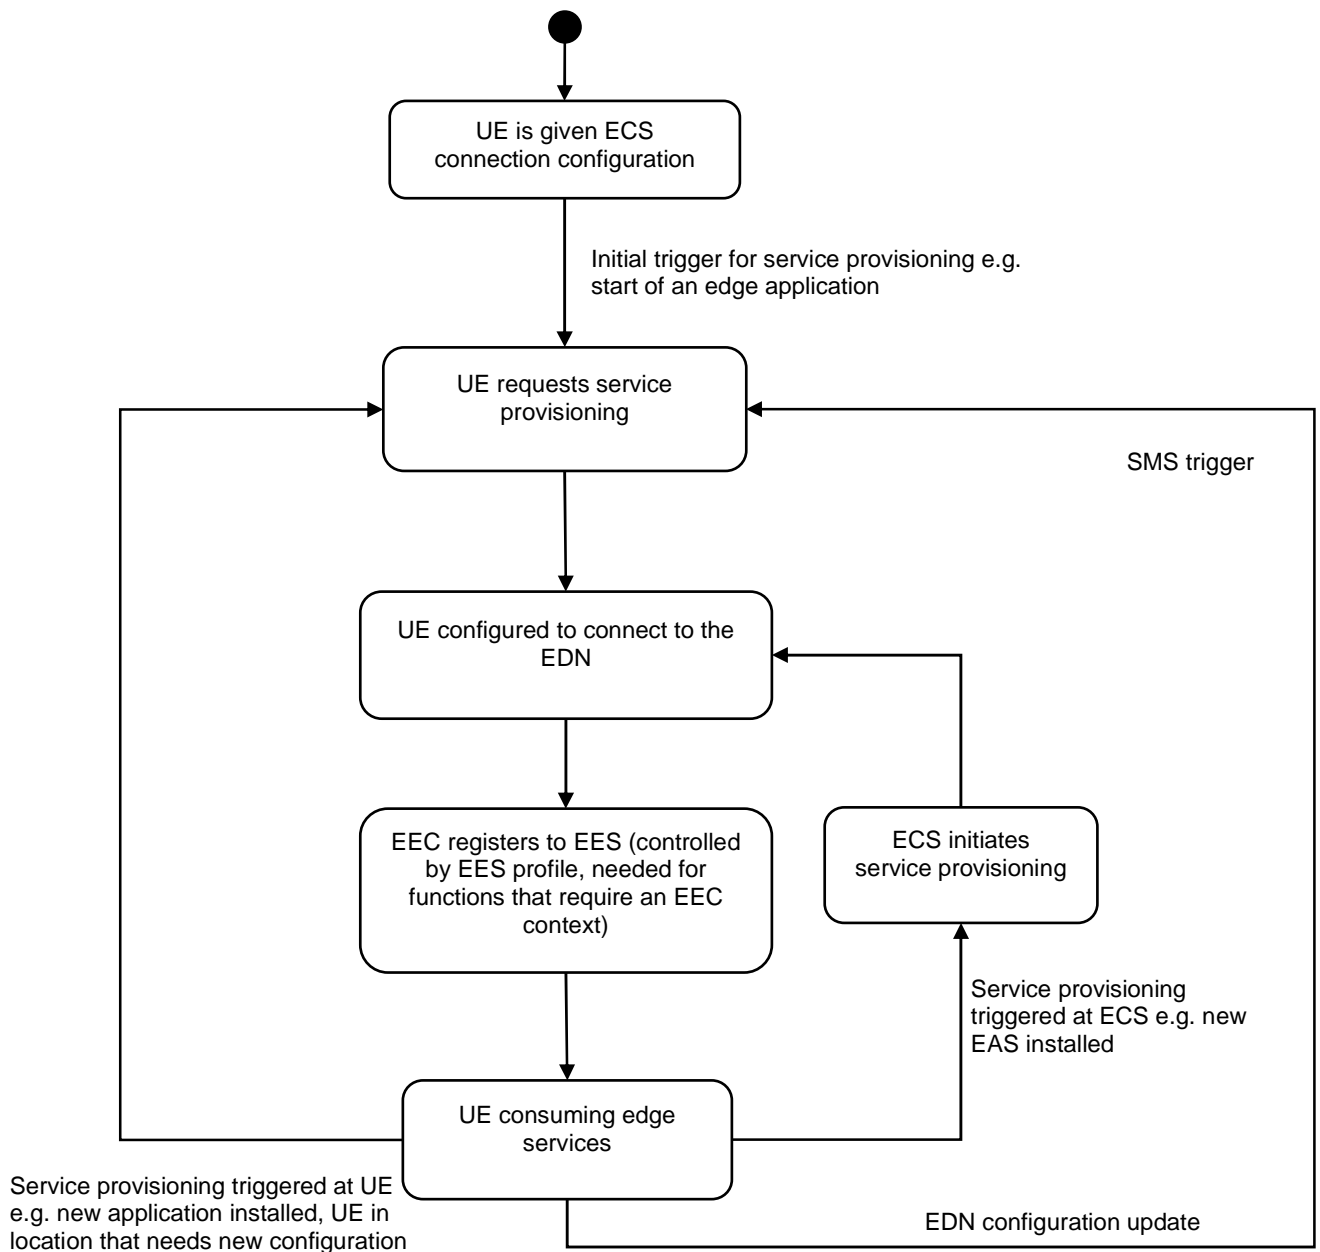 UE is given ECS
connection configuration
Initial trigger for service provisioning e.g.
start of an edge application
UE requests service
provisioning
SMS trigger
UE configured to connect to the
EDN
EEC registers to EES (controlled
by EES profile, needed for
functions that require an EEC
context)
ECS initiates
service provisioning
Service provisioning
triggered at ECS e.g. new
EAS installed
UE consuming edge
services
Service provisioning triggered at UE
e.g. new application installed, UE in
location that needs new configuration
EDN configuration update